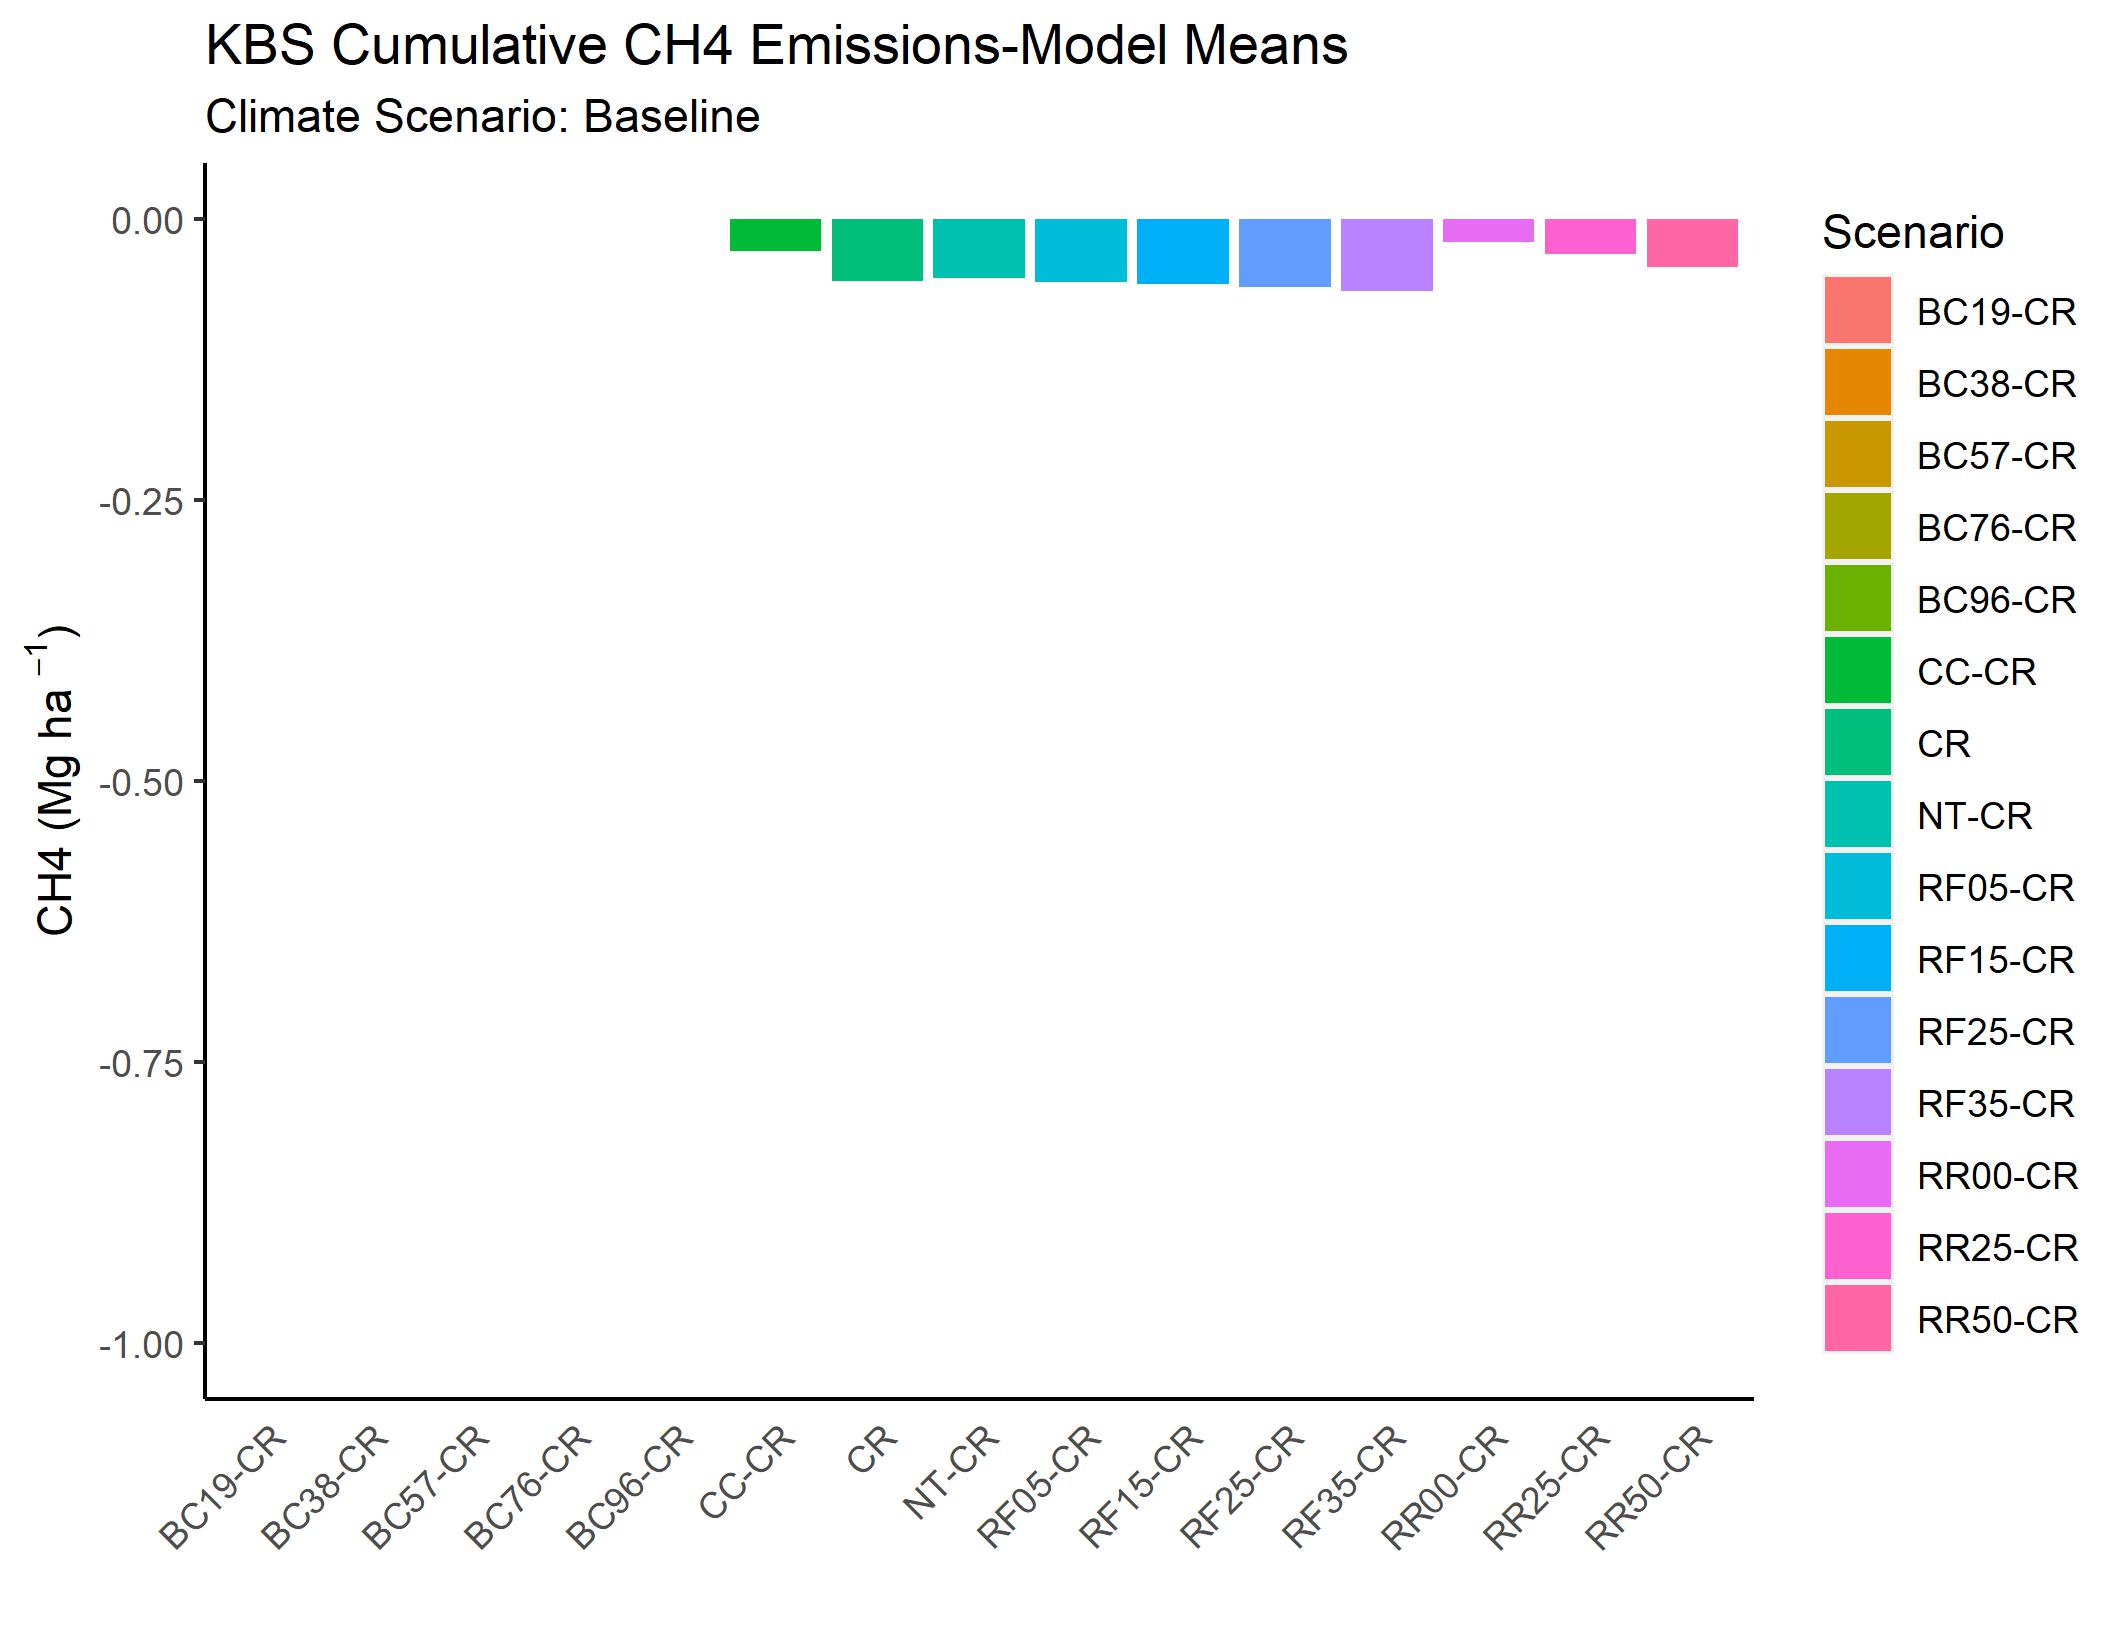 KBS Cumulative CH4 Emissions-Model Means
Climate Scenario: Baseline
CH4 (Mg ha −1)
0.00
-0.25
-0.50
-0.75
-1.00
BC19-CR
BC38-CR
BC57-CR
BC76-CR
BC96-CR
CC-CR
CR
NT-CR
RF05-CR
RF15-CR
RF25-CR
RF35-CR
RR00-CR
RR25-CR
RR50-CR
Scenario
BC19-CR
BC38-CR
BC57-CR
BC76-CR
BC96-CR
CC-CR
CR
NT-CR
RF05-CR
RF15-CR
RF25-CR
RF35-CR
RR00-CR
RR25-CR
RR50-CR